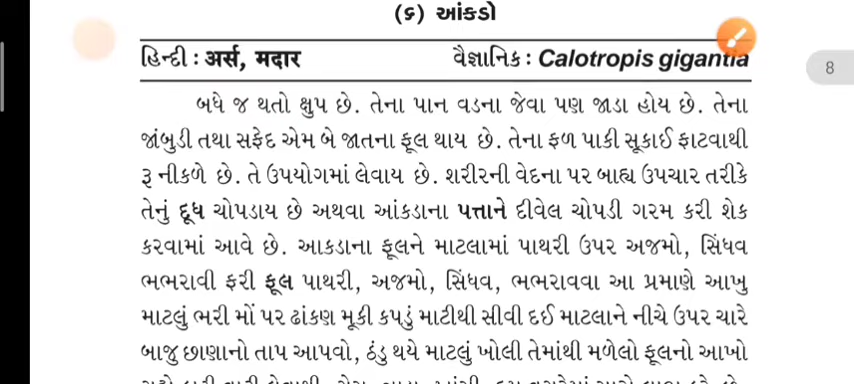 (૬) આંકડો
હિન્દી : અર્સ, મદાર વૈજ્ઞાનિક : Calotropis gigantia
8
બધે જ થતો ક્ષુપ છે. તેના પાન વડના જેવા પણ જાડા હોય છે. તેના
જાંબુડી તથા સફેદ એમ બે જાતના ફૂલ થાય છે. તેના ફળ પાકી સૂકાઈ ફાટવાથી
રૂ નીકળે છે. તે ઉપયોગમાં લેવાય છે. શરીરની વેદના પર બાહ્ય ઉપચાર તરીકે
તેનું દૂધ ચોપડાય છે અથવા આંકડાના પત્તાને દીવેલ ચોપડી ગરમ કરી શેક
કરવામાં આવે છે. આકડાના ફૂલને માટલામાં પાથરી ઉપર અજમો, સિંધવ
ભભરાવી ફરી ફૂલ પાથરી, અજમો, સિંધવ, ભભરાવવા આ પ્રમાણે આખુ
માટલું ભરી મોં પર ઢાંકણ મૂકી કપડું માટીથી સીવી દઈ માટલાને નીચે ઉપર ચારે
બાજુ છાણાનો તાપ આપવો, ઠંડુ થયે માટલું ખોલી તેમાંથી મળેલો ફૂલનો આખો